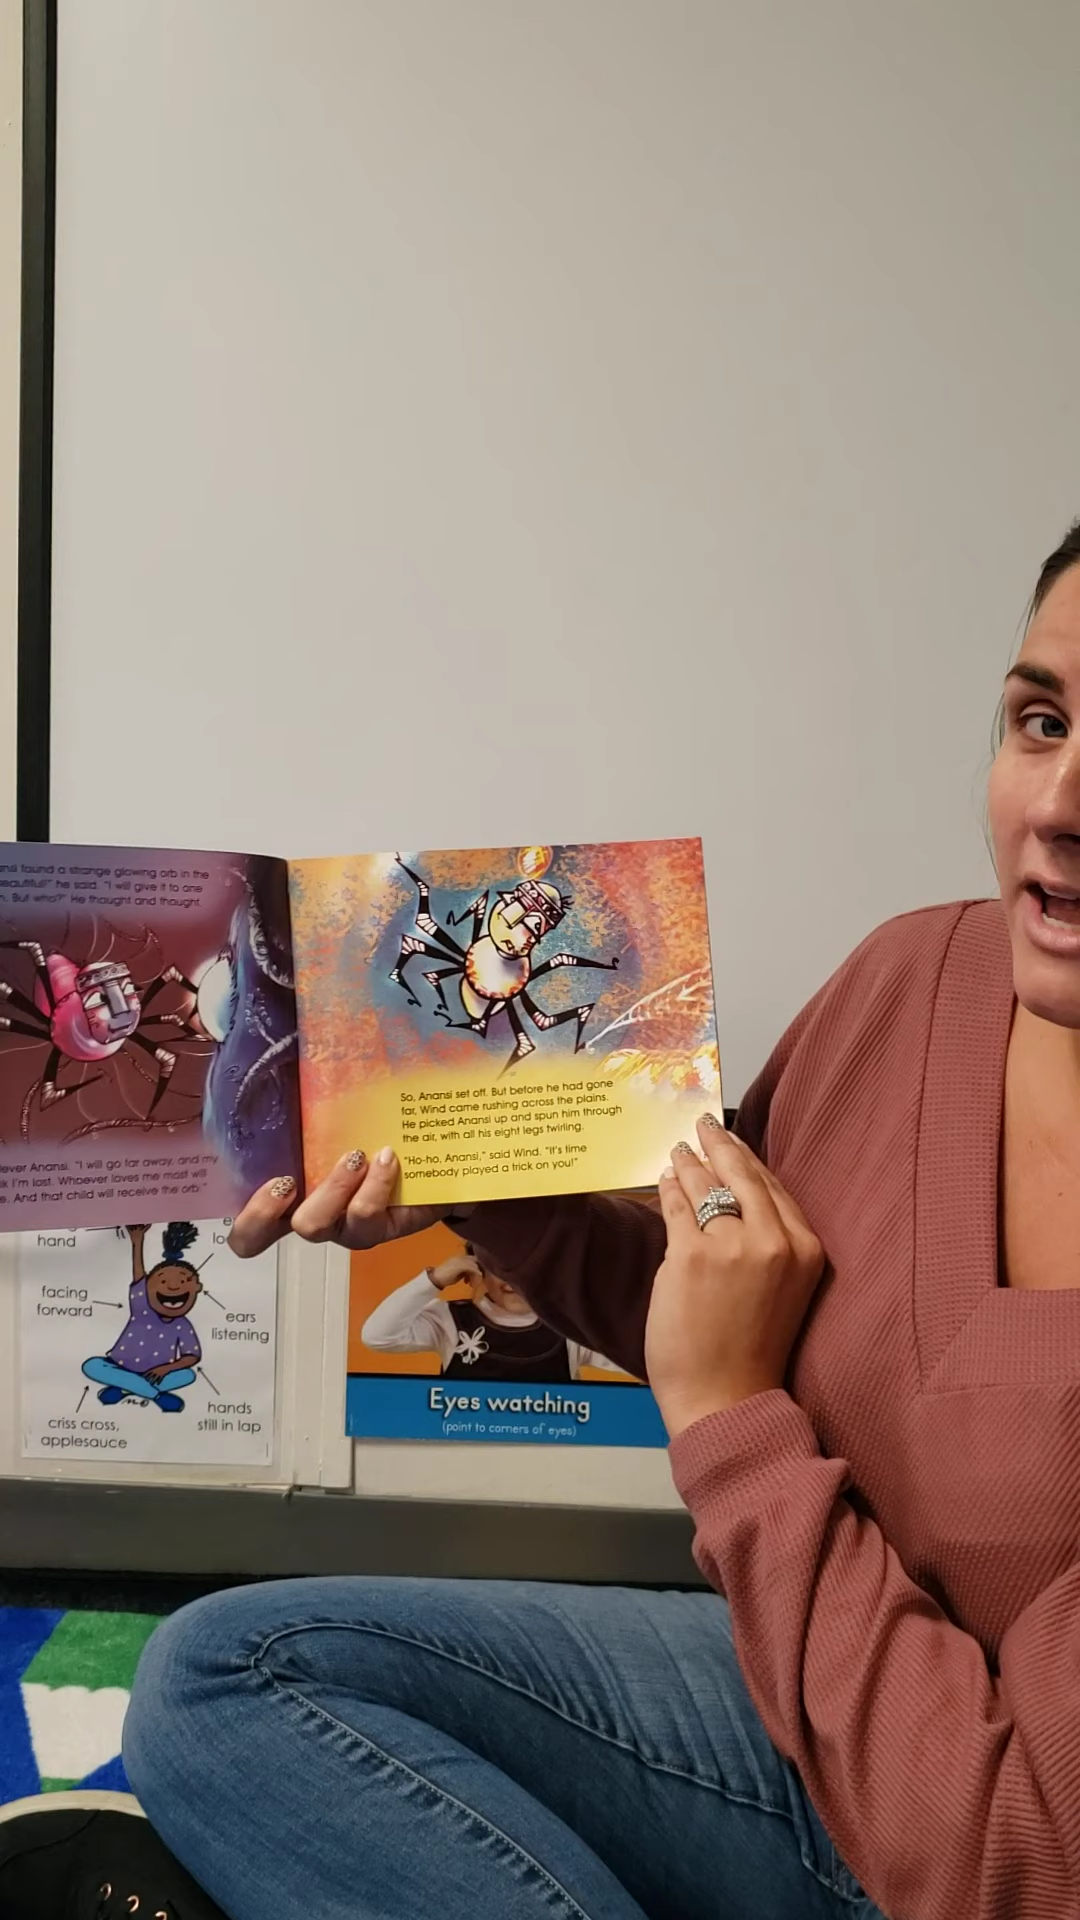 found a strange glowing orb in the
beautiful!" he said. "I will give it to one
But who?" He thought and thought.
Anansi. "I will go far away, and my
I'm lost. Whoever loves me most will
And that child will receive the orb."
So, Anansi set off. But before he had gone
far, Wind came rushing across the plains.
He picked Anansi up and spun him through
the air, with all his eight legs twirling.
"Ho-ho, Anansi," said Wind. "It's time
somebody played a trick on you!"
hand
facing
forward
ears
listening
criss cross,
applesauce
hands
still in lap
Eyes watching
(point to corners of eyes)